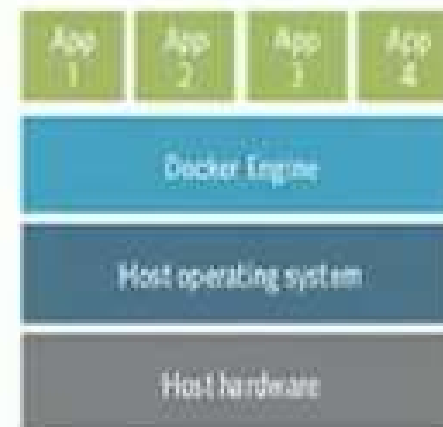 App
1
App
2
App
3
App
4
Docker Engine
Host operating system
Host hardware